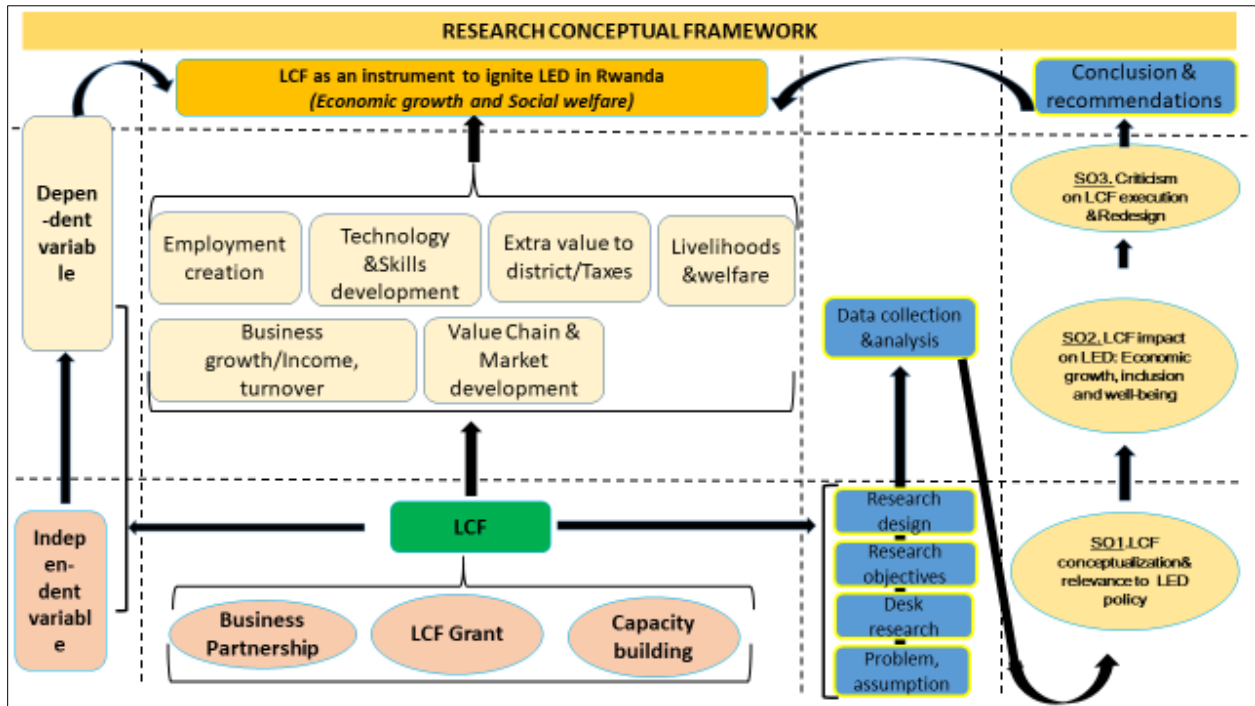 RESEARCH CONCEPTUAL FRAMEWORK
LCF as an instrument to ignite LED in Rwanda
(Economic growth and Social welfare)
Conclusion &
recommendations
Depen-
-dent
variab
le
Employment
creation
Technology
&Skills
development
Extra value to
district/Taxes
Livelihoods
&welfare
Business
growth/Income,
turnover
Value Chain &
Market
development
Data collection
&analysis
SO3. Criticism
on LCF execution
&Redesign
SO2. LCF impact
on LED: Economic
growth, inclusion
and well-being
Indep
en-
dent
variabl
e
LCF
Business
Partnership
LCF Grant
Capacity
building
Research
design
Research
objectives
Desk
research
Problem,
assumption
SO1.LCF
conceptualization&
relevance to LED
policy